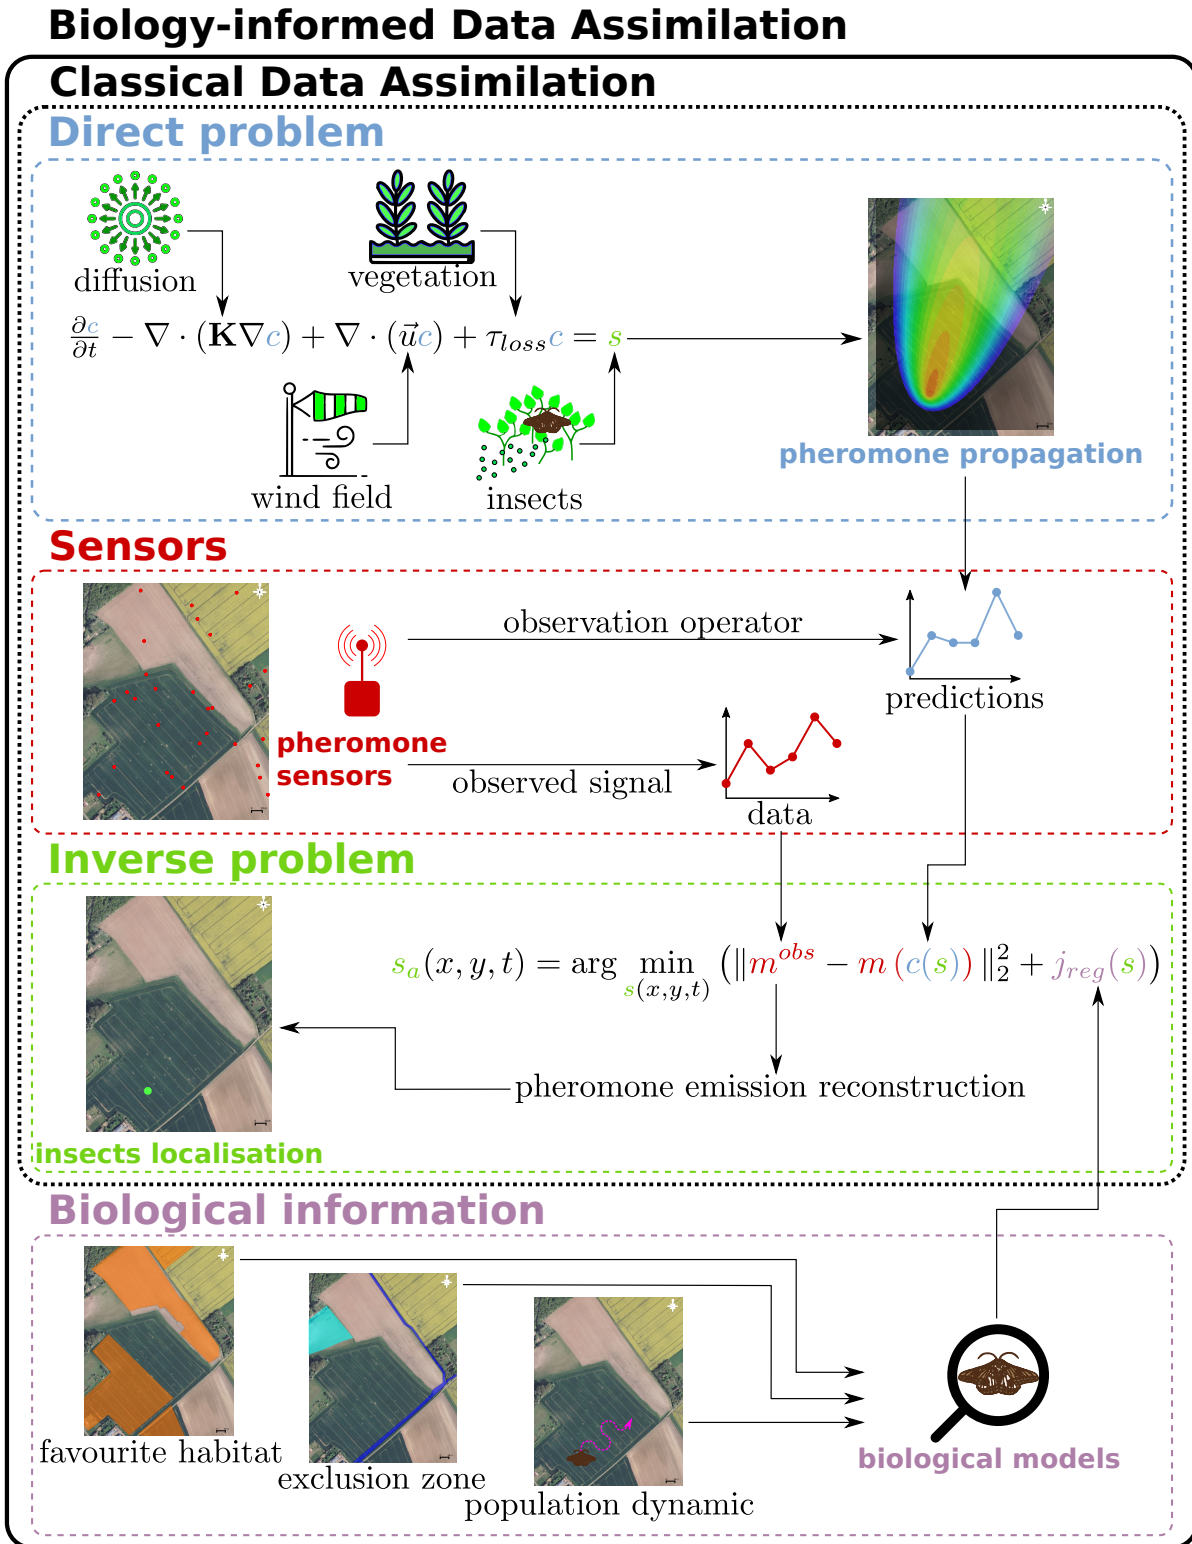 Biology-informed Data Assimilation
Classical Data Assimilation
Direct problem
diffusion
vegetation
∂c/∂t − ∇ · (K∇c) + ∇ · (u⃗c) + τ_loss c = s
wind field
insects
pheromone propagation
Sensors
observation operator
predictions
pheromone
sensors
observed signal
data
Inverse problem
s_a(x, y, t) = arg min_{s(x,y,t)} (‖m^obs − m (c(s)) ‖_2^2 + j_reg(s))
pheromone emission reconstruction
insects localisation
Biological information
favourite habitat
exclusion zone
population dynamic
biological models